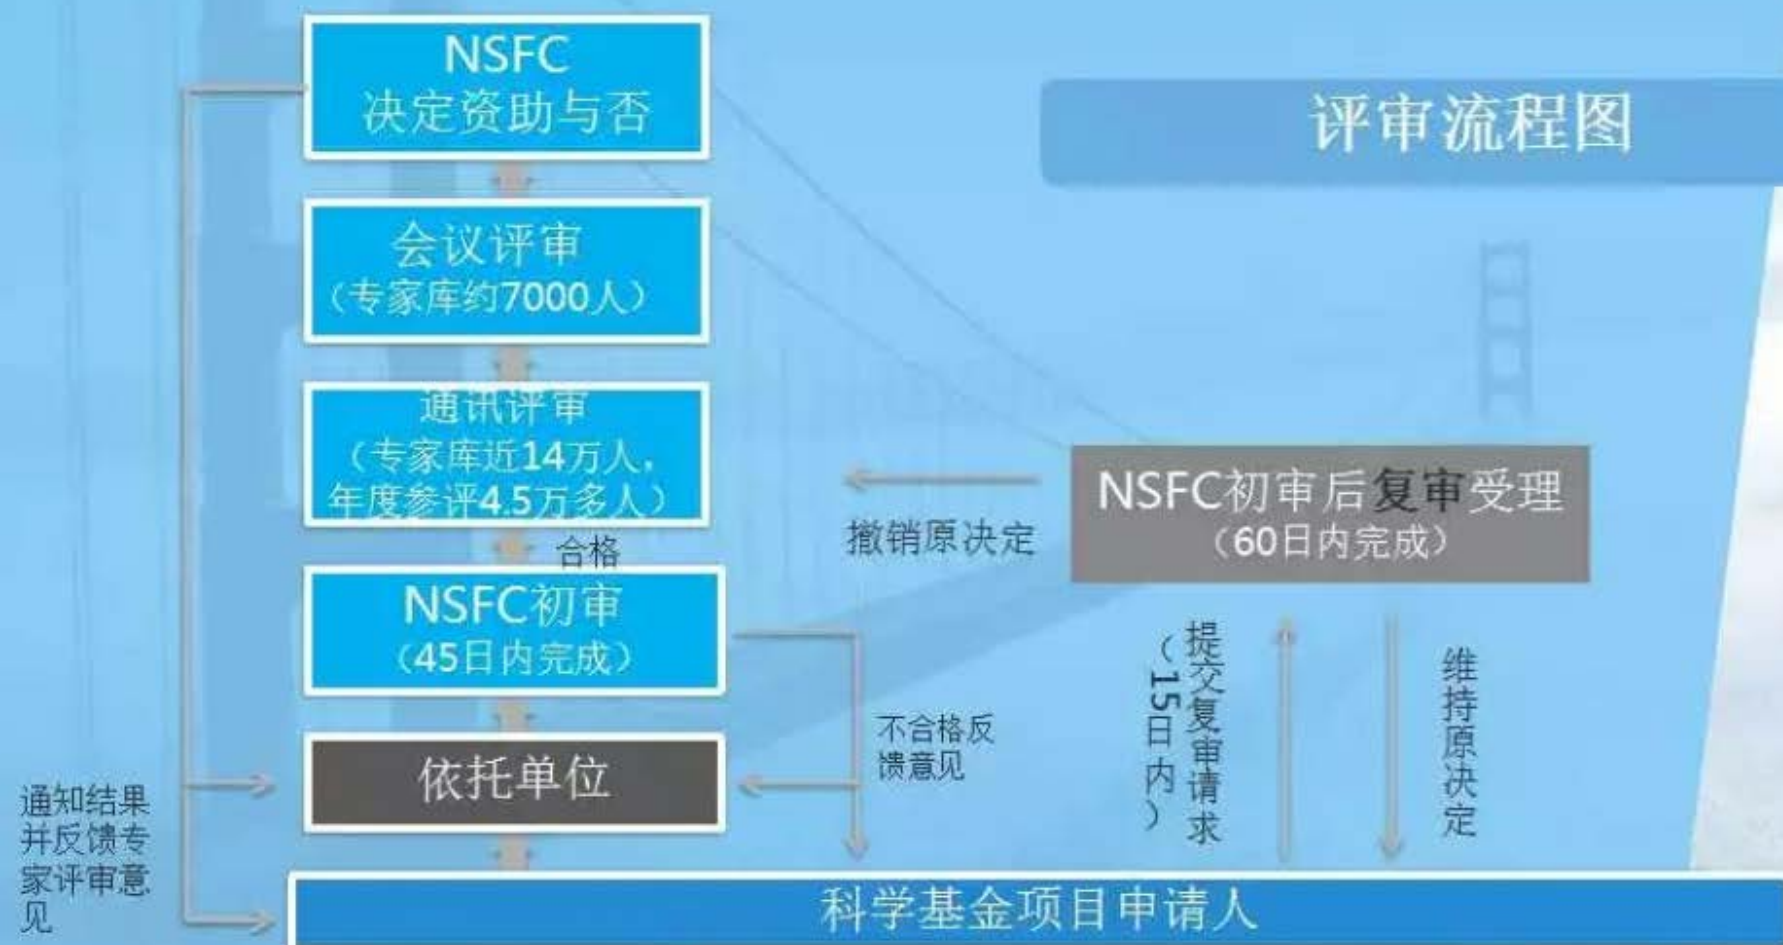 评审流程图
NSFC
决定资助与否
会议评审
（专家库约7000人）
通讯评审
（专家库近14万人，
年度参评4.5万多人）
合格
NSFC初审
（45日内完成）
依托单位
科学基金项目申请人
通知结果
并反馈专
家评审意
见
不合格反
馈意见
撤销原决定
NSFC初审后复审受理
（60日内完成）
提交复审请求
（15日内）
维持原决定